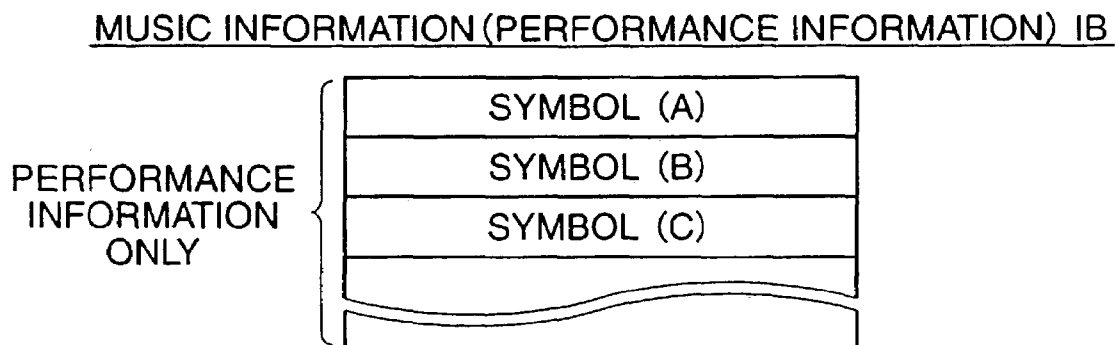 MUSIC INFORMATION (PERFORMANCE INFORMATION) IB
SYMBOL (A)
SYMBOL (B)
SYMBOL (C)
PERFORMANCE
INFORMATION
ONLY